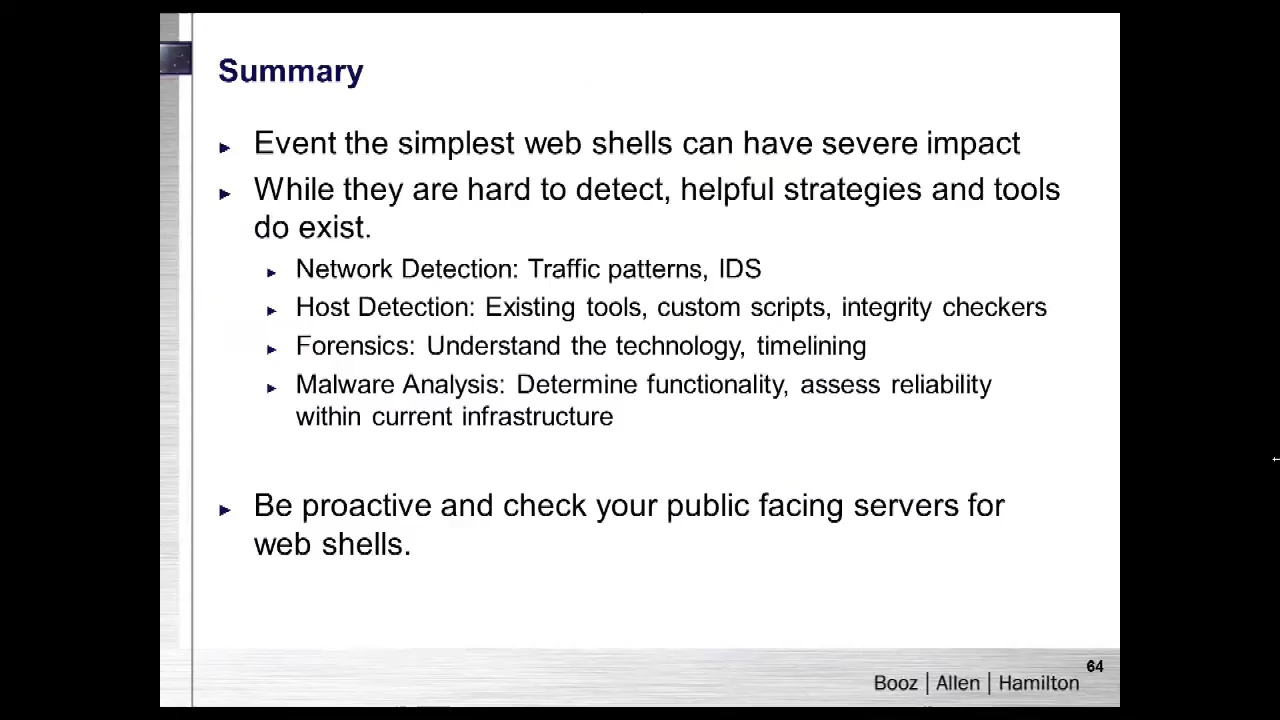 Summary
Event the simplest web shells can have severe impact
While they are hard to detect, helpful strategies and tools
do exist.
Network Detection: Traffic patterns, IDS
Host Detection: Existing tools, custom scripts, integrity checkers
Forensics: Understand the technology, timelining
Malware Analysis: Determine functionality, assess reliability
within current infrastructure
Be proactive and check your public facing servers for
web shells.
64
Booz | Allen | Hamilton